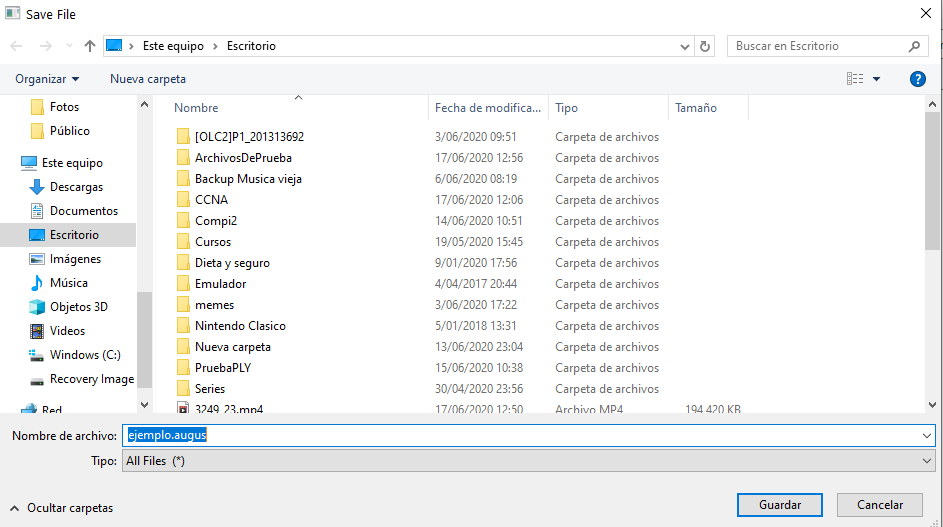 Save File
Este equipo > Escritorio
Buscar en Escritorio
Organizar
Nueva carpeta
?
Fotos
Público
Este equipo
Descargas
Documentos
Escritorio
Imágenes
Música
Objetos 3D
Videos
Windows (C:)
Recovery Image
Red
Nombre Fecha de modifica... Tipo Tamaño
[OLC2]P1_201313692 3/06/2020 09:51 Carpeta de archivos
ArchivosDePrueba 17/06/2020 12:56 Carpeta de archivos
Backup Musica vieja 6/06/2020 08:19 Carpeta de archivos
CCNA 17/06/2020 12:06 Carpeta de archivos
Compi2 14/06/2020 10:51 Carpeta de archivos
Cursos 19/05/2020 15:45 Carpeta de archivos
Dieta y seguro 9/01/2020 17:56 Carpeta de archivos
Emulador 4/04/2017 20:44 Carpeta de archivos
memes 3/06/2020 17:22 Carpeta de archivos
Nintendo Clasico 5/01/2018 13:31 Carpeta de archivos
Nueva carpeta 13/06/2020 23:04 Carpeta de archivos
PruebaPLY 15/06/2020 10:38 Carpeta de archivos
Series 30/04/2020 23:56 Carpeta de archivos
3249_23.mp4 17/06/2020 12:50 Archivo MP4 194.420 KB
Nombre de archivo: ejemplo.augus
Tipo: All Files (*)
Ocultar carpetas
Guardar
Cancelar